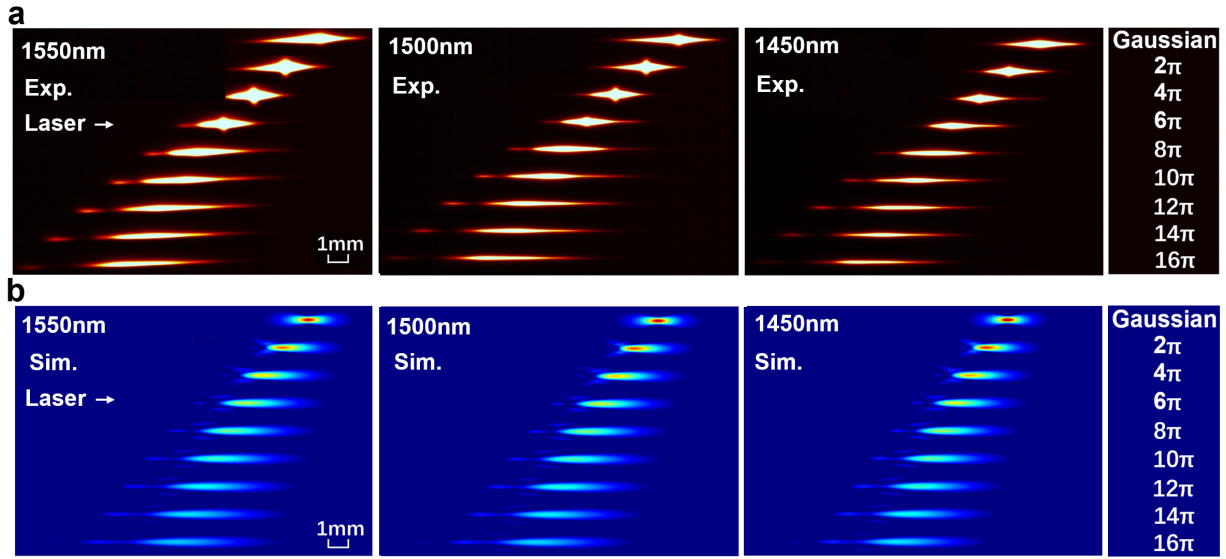 a
1550nm
Exp.
Laser →
1mm
1500nm
Exp.
1450nm
Exp.
Gaussian
2π
4π
6π
8π
10π
12π
14π
16π
b
1550nm
Sim.
Laser →
1mm
1500nm
Sim.
1450nm
Sim.
Gaussian
2π
4π
6π
8π
10π
12π
14π
16π